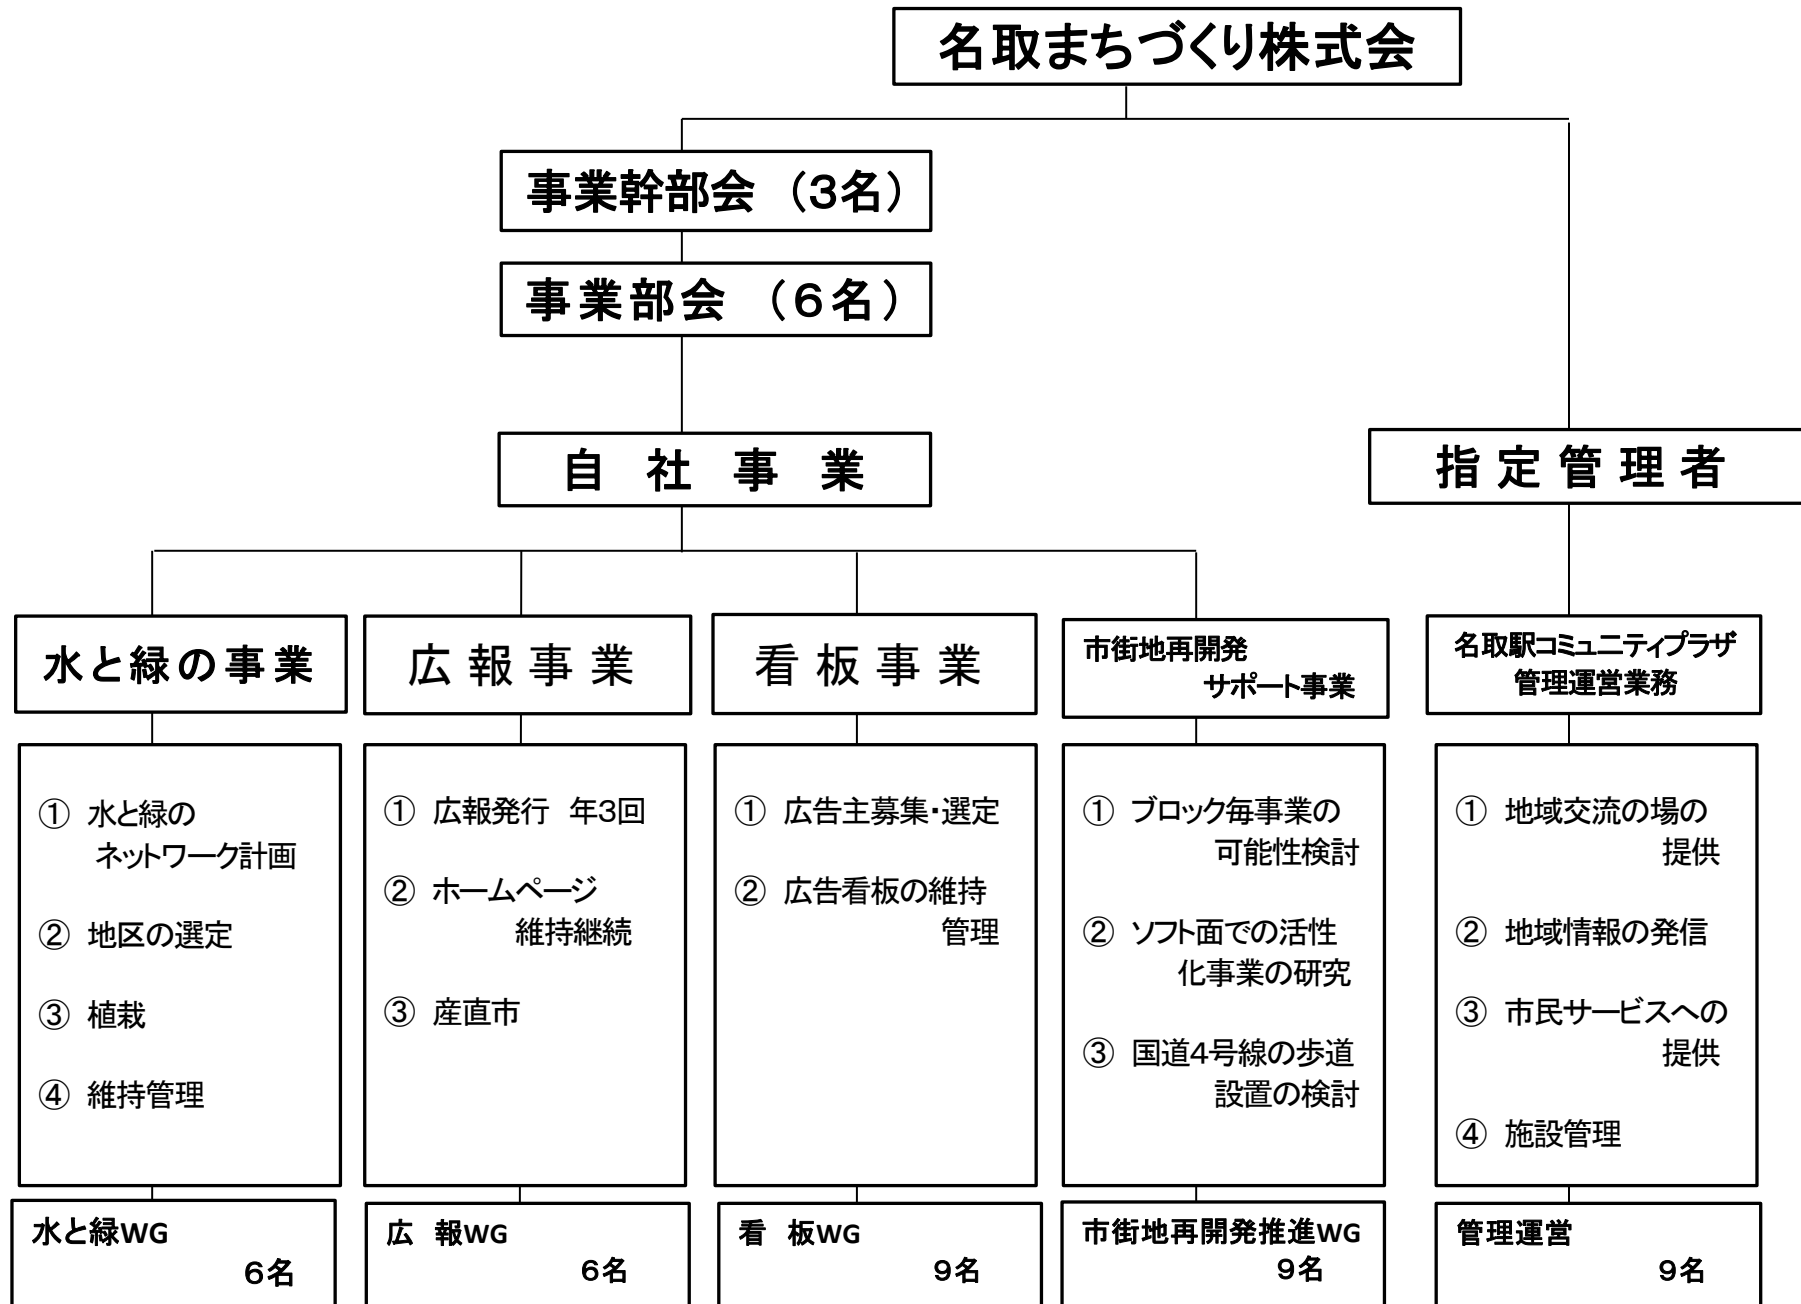 名取まちづくり株式会
事業幹部会 （3名）
事業部会 （6名）
自社事業
指定管理者
水と緑の事業
広報事業
看板事業
市街地再開発
サポート事業
名取駅コミュニティプラザ
管理運営業務
① 水と緑の
ネットワーク計画
② 地区の選定
③ 植栽
④ 維持管理
① 広報発行 年3回
② ホームページ
維持継続
③ 産直市
① 広告主募集・選定
② 広告看板の維持
管理
① ブロック毎事業の
可能性検討
② ソフト面での活性
化事業の研究
③ 国道4号線の歩道
設置の検討
① 地域交流の場の
提供
② 地域情報の発信
③ 市民サービスへの
提供
④ 施設管理
水と緑WG
6名
広 報WG
6名
看 板WG
9名
市街地再開発推進WG
9名
管理運営
9名